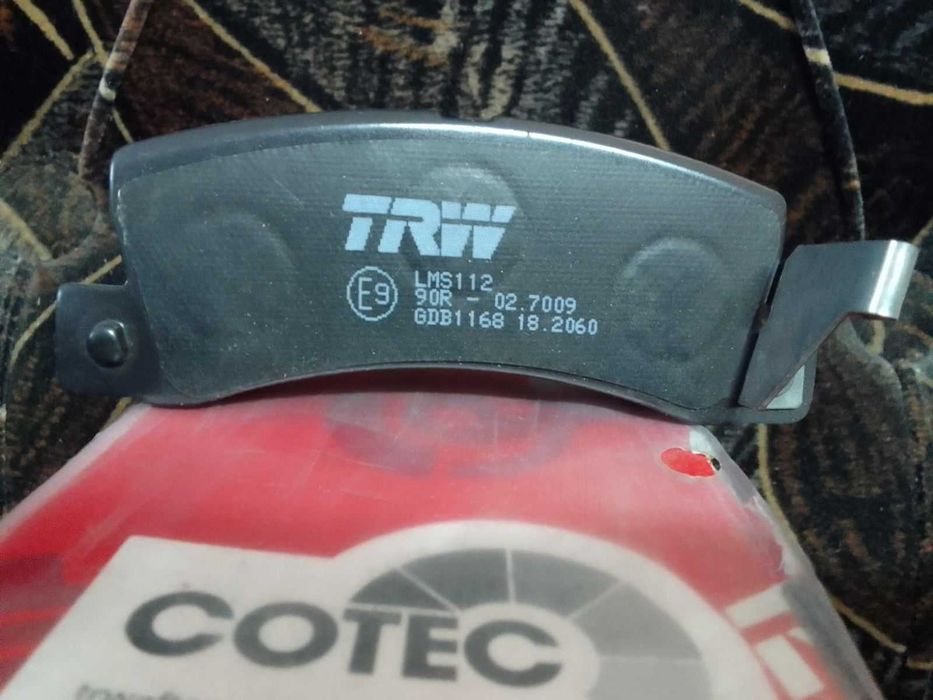 TRW
E9
LMS112
90R - 02.7009
GDB1168 18.2060
COTEC